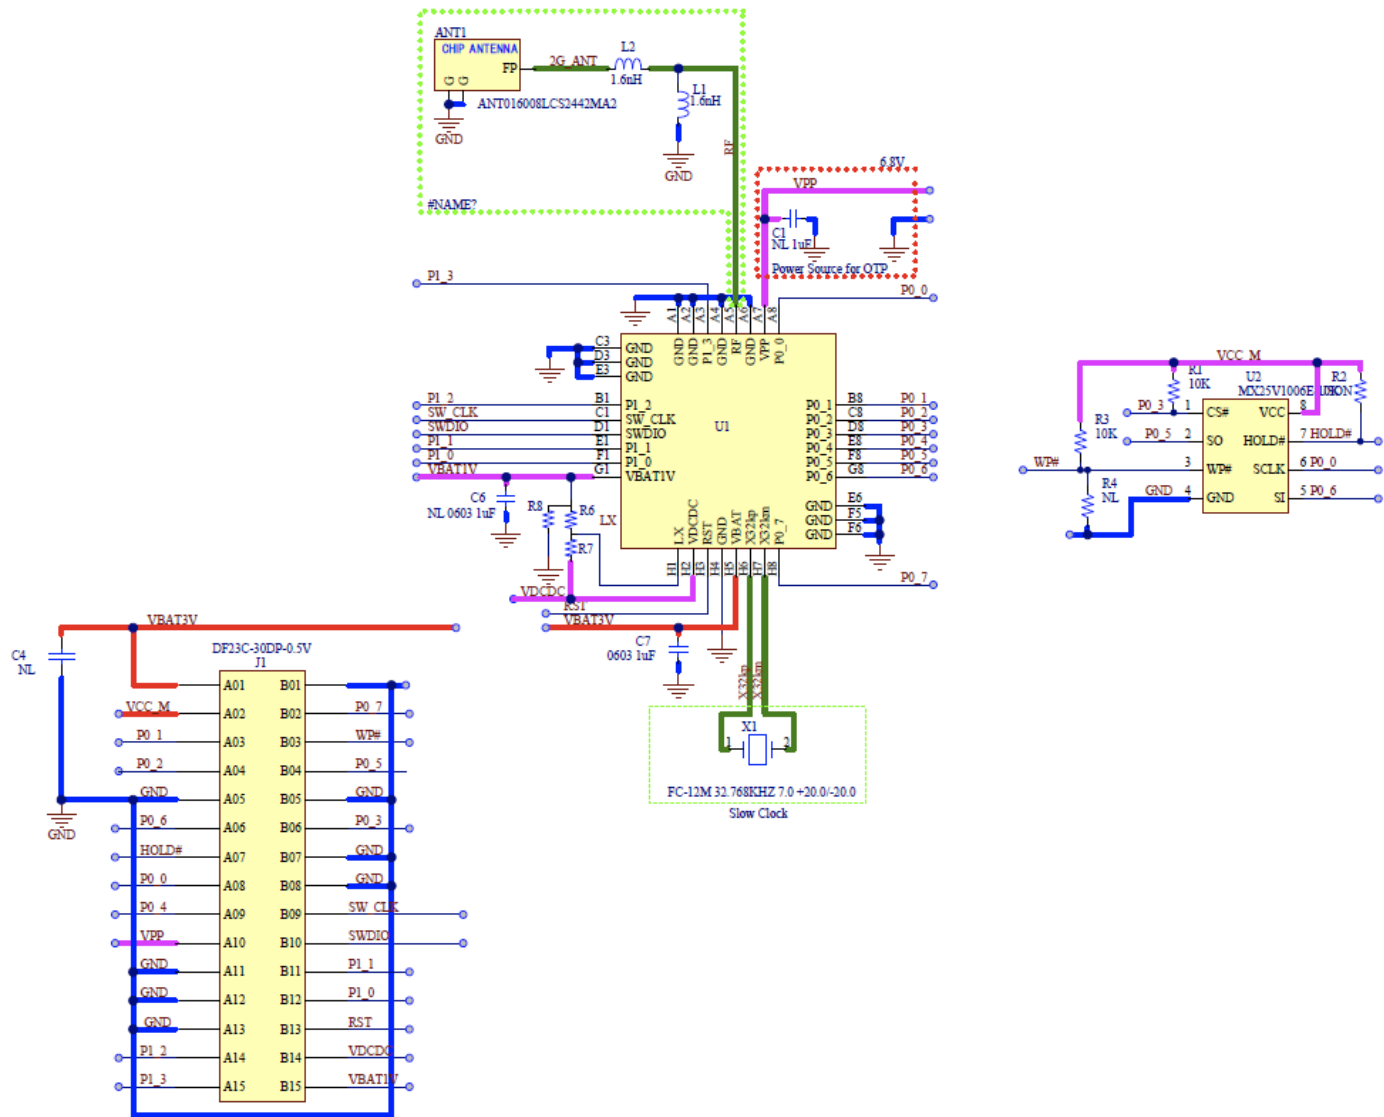 ANT1
CHIP ANTENNA
FP
G G
2G_ANT
L2
1.6nH
L1
1.6nH
ANT016008LCS2442MA2
GND
GND
RF
#NAME?
6.8V
VPP
C1
NL 1uF
Power Source for OTP
P1_3
P0_0
A1 A2 A3 A4 A5 A6 A7 A8
GND GND P1_3 GND RF GND VPP P0_0
C3 GND
D3 GND
E3 GND
P1_2 B1 P1_2
SW_CLK C1 SW_CLK
SWDIO D1 SWDIO
P1_1 E1 P1_1
P1_0 F1 P1_0
VBAT1V G1 VBAT1V
U1
P0_1 B8 P0_1
P0_2 C8 P0_2
P0_3 D8 P0_3
P0_4 E8 P0_4
P0_5 F8 P0_5
P0_6 G8 P0_6
GND E6
GND F5
GND F6
LX VDCDC RST GND VBAT X32kp X32km P0_7
H1 H2 H3 H4 H5 H6 H7 H8
C6
NL 0603 1uF
R8
R6
R7
LX
VDCDC
RST
VBAT3V
C7
0603 1uF
P0_7
X32kp
X32km
X1
1 2
FC-12M 32.768KHZ 7.0 +20.0/-20.0
Slow Clock
VCC_M
R1
10K
R2
R3
10K
R4
NL
U2
P0_3 1 CS#
P0_5 2 SO
WP# 3 WP#
GND 4 GND
VCC 8
HOLD# 7 HOLD#
SCLK 6 P0_0
SI 5 P0_6
VBAT3V
C4
NL
GND
DF23C-30DP-0.5V
J1
A01 B01
VCC_M A02 B02 P0_7
P0_1 A03 B03 WP#
P0_2 A04 B04 P0_5
GND A05 B05 GND
P0_6 A06 B06 P0_3
HOLD# A07 B07 GND
P0_0 A08 B08 GND
P0_4 A09 B09 SW_CLK
VPP A10 B10 SWDIO
GND A11 B11 P1_1
GND A12 B12 P1_0
GND A13 B13 RST
P1_2 A14 B14 VDCDC
P1_3 A15 B15 VBAT1V